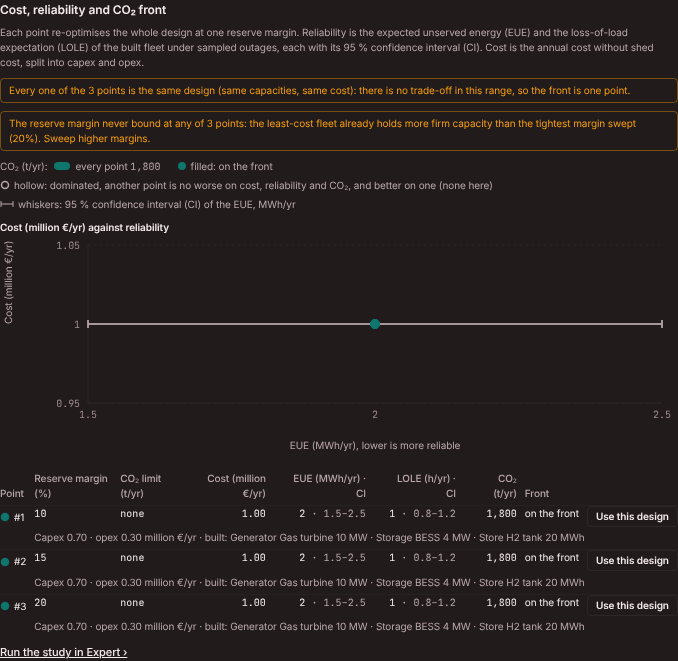 Cost, reliability and CO₂ front
Each point re-optimises the whole design at one reserve margin. Reliability is the expected unserved energy (EUE) and the loss-of-load
expectation (LOLE) of the built fleet under sampled outages, each with its 95 % confidence interval (CI). Cost is the annual cost without shed
cost, split into capex and opex.
Every one of the 3 points is the same design (same capacities, same cost): there is no trade-off in this range, so the front is one point.
The reserve margin never bound at any of 3 points: the least-cost fleet already holds more firm capacity than the tightest margin swept
(20%). Sweep higher margins.
CO₂ (t/yr): every point 1,800 filled: on the front
hollow: dominated, another point is no worse on cost, reliability and CO₂, and better on one (none here)
whiskers: 95 % confidence interval (CI) of the EUE, MWh/yr
Cost (million €/yr) against reliability
Cost (million €/yr)
1.05
1
0.95
1.5 2 2.5
EUE (MWh/yr), lower is more reliable
Point Reserve margin (%) CO₂ limit (t/yr) Cost (million €/yr) EUE (MWh/yr) · CI LOLE (h/yr) · CI CO₂ (t/yr) Front
#1 10 none 1.00 2 · 1.5–2.5 1 · 0.8–1.2 1,800 on the front Use this design
Capex 0.70 · opex 0.30 million €/yr · built: Generator Gas turbine 10 MW · Storage BESS 4 MW · Store H2 tank 20 MWh
#2 15 none 1.00 2 · 1.5–2.5 1 · 0.8–1.2 1,800 on the front Use this design
Capex 0.70 · opex 0.30 million €/yr · built: Generator Gas turbine 10 MW · Storage BESS 4 MW · Store H2 tank 20 MWh
#3 20 none 1.00 2 · 1.5–2.5 1 · 0.8–1.2 1,800 on the front Use this design
Capex 0.70 · opex 0.30 million €/yr · built: Generator Gas turbine 10 MW · Storage BESS 4 MW · Store H2 tank 20 MWh
Run the study in Expert ›